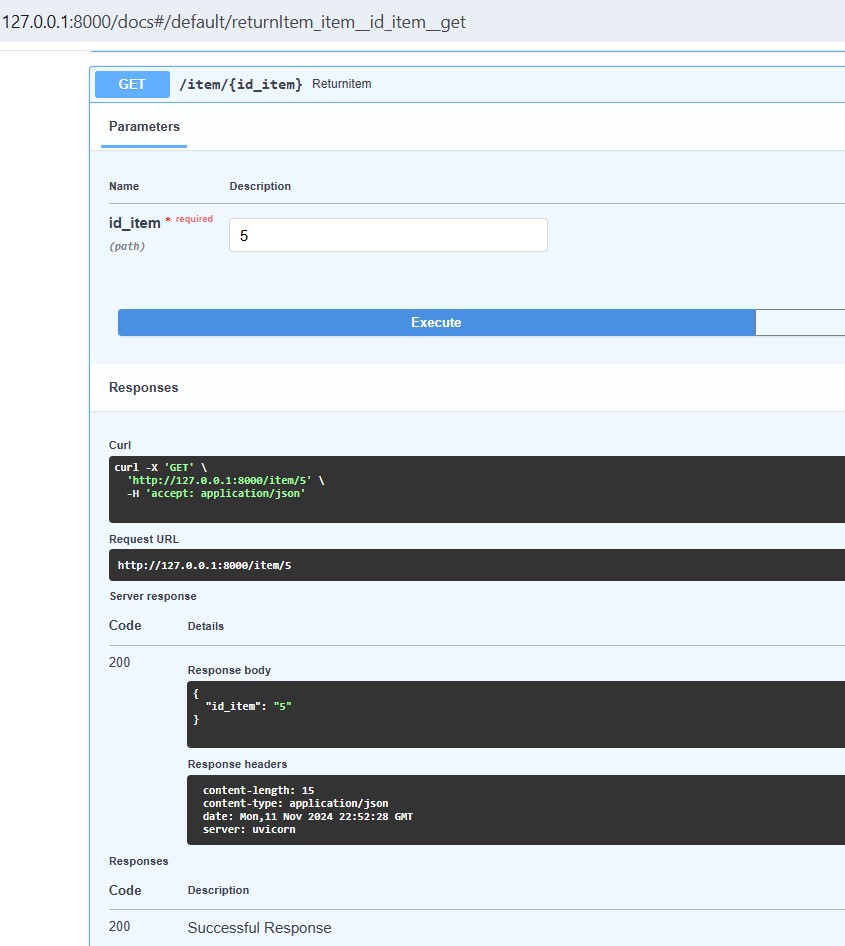 127.0.0.1:8000/docs#/default/returnItem_item__id_item__get
GET /item/{id_item} Returnitem
Parameters
Name Description
id_item * required
(path)
5
Execute
Responses
Curl
curl -X 'GET' \
'http://127.0.0.1:8000/item/5' \
-H 'accept: application/json'
Request URL
http://127.0.0.1:8000/item/5
Server response
Code Details
200
Response body
{
"id_item": "5"
}
Response headers
content-length: 15
content-type: application/json
date: Mon,11 Nov 2024 22:52:28 GMT
server: uvicorn
Responses
Code Description
200 Successful Response